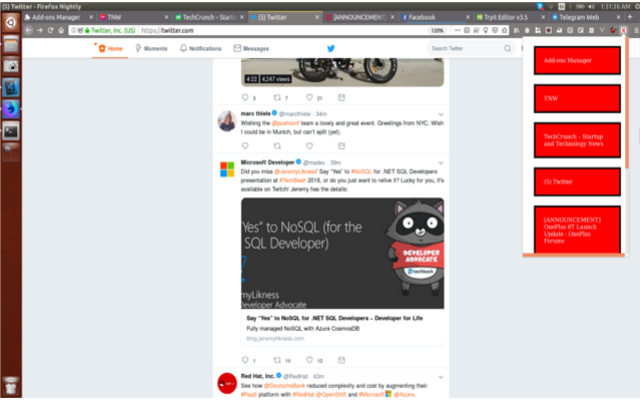 (5) Twitter - Firefox Nightly
1:31:26 AM
Add-ons Manager
TNW
TechCrunch – Startu
(5) Twitter
[ANNOUNCEMENT]
Facebook
Tryit Editor v3.5
Telegram Web
Twitter, Inc. (US)
https://twitter.com
120%
Home
Moments
Notifications
Messages
Search Twitter
4:22
4,247 views
3
7
21
marc thiele @marcthiele · 34m
Wishing the @pushconf team a lovely and great event. Greetings from NYC. Wish
I could be in Munich, but can't spill (yet).
Microsoft Developer @msdev · 39m
Did you miss @JeremyLikness' Say "Yes" to #NoSQL for .NET SQL Developers
presentation at #TechBash 2018, or do you just want to relive it? Lucky for you, it's
available on Twitch! Jeremy has the details:
Yes" to NoSQL (for the
SQL Developer)
DEVELOPER
ADVOCATE
techbash
myLikness
Developer Advocate
Say "Yes" to NoSQL for .NET SQL Developers – Developer for Life
Fully managed NoSQL with Azure CosmosDB
blog.jeremylikness.com
1
14
12
Red Hat, Inc. @RedHat · 43m
See how @DeutscheBank reduced complexity and cost by augmenting their
#PaaS platform with #RedHat @OpenShift and #Microsoft @Azure.
Add-ons Manager
TNW
TechCrunch – Startup
and Technology News
(5) Twitter
[ANNOUNCEMENT]
OnePlus 6T Launch
Update - OnePlus
Forums